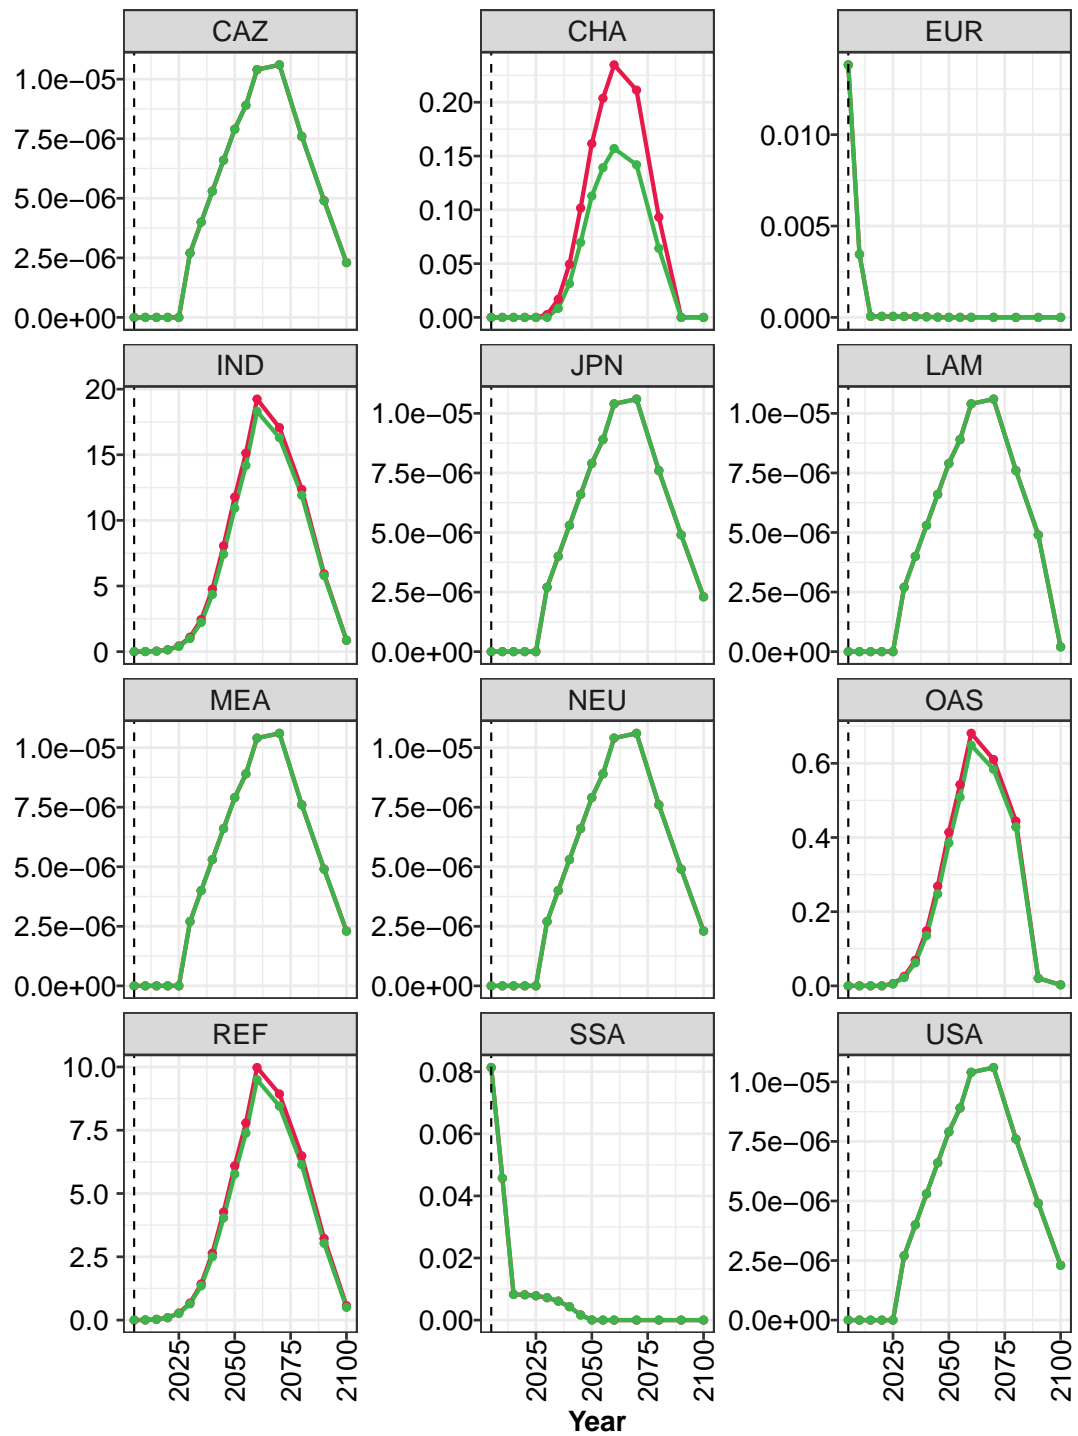 CAZ CHA EUR
1.0e−05 0.20 0.010
7.5e−06 0.15
5.0e−06 0.10 0.005
2.5e−06 0.05
0.0e+00 0.00 0.000
IND JPN LAM
20 1.0e−05 1.0e−05
15 7.5e−06 7.5e−06
10 5.0e−06 5.0e−06
5 2.5e−06 2.5e−06
0 0.0e+00 0.0e+00
MEA NEU OAS
1.0e−05 1.0e−05 0.6
7.5e−06 7.5e−06 0.4
5.0e−06 5.0e−06
2.5e−06 2.5e−06 0.2
0.0e+00 0.0e+00 0.0
REF SSA USA
10.0 0.08 1.0e−05
7.5 0.06 7.5e−06
5.0 0.04 5.0e−06
2.5 0.02 2.5e−06
0.0 0.00 0.0e+00
2025 2050 2075 2100 2025 2050 2075 2100 2025 2050 2075 2100
Year